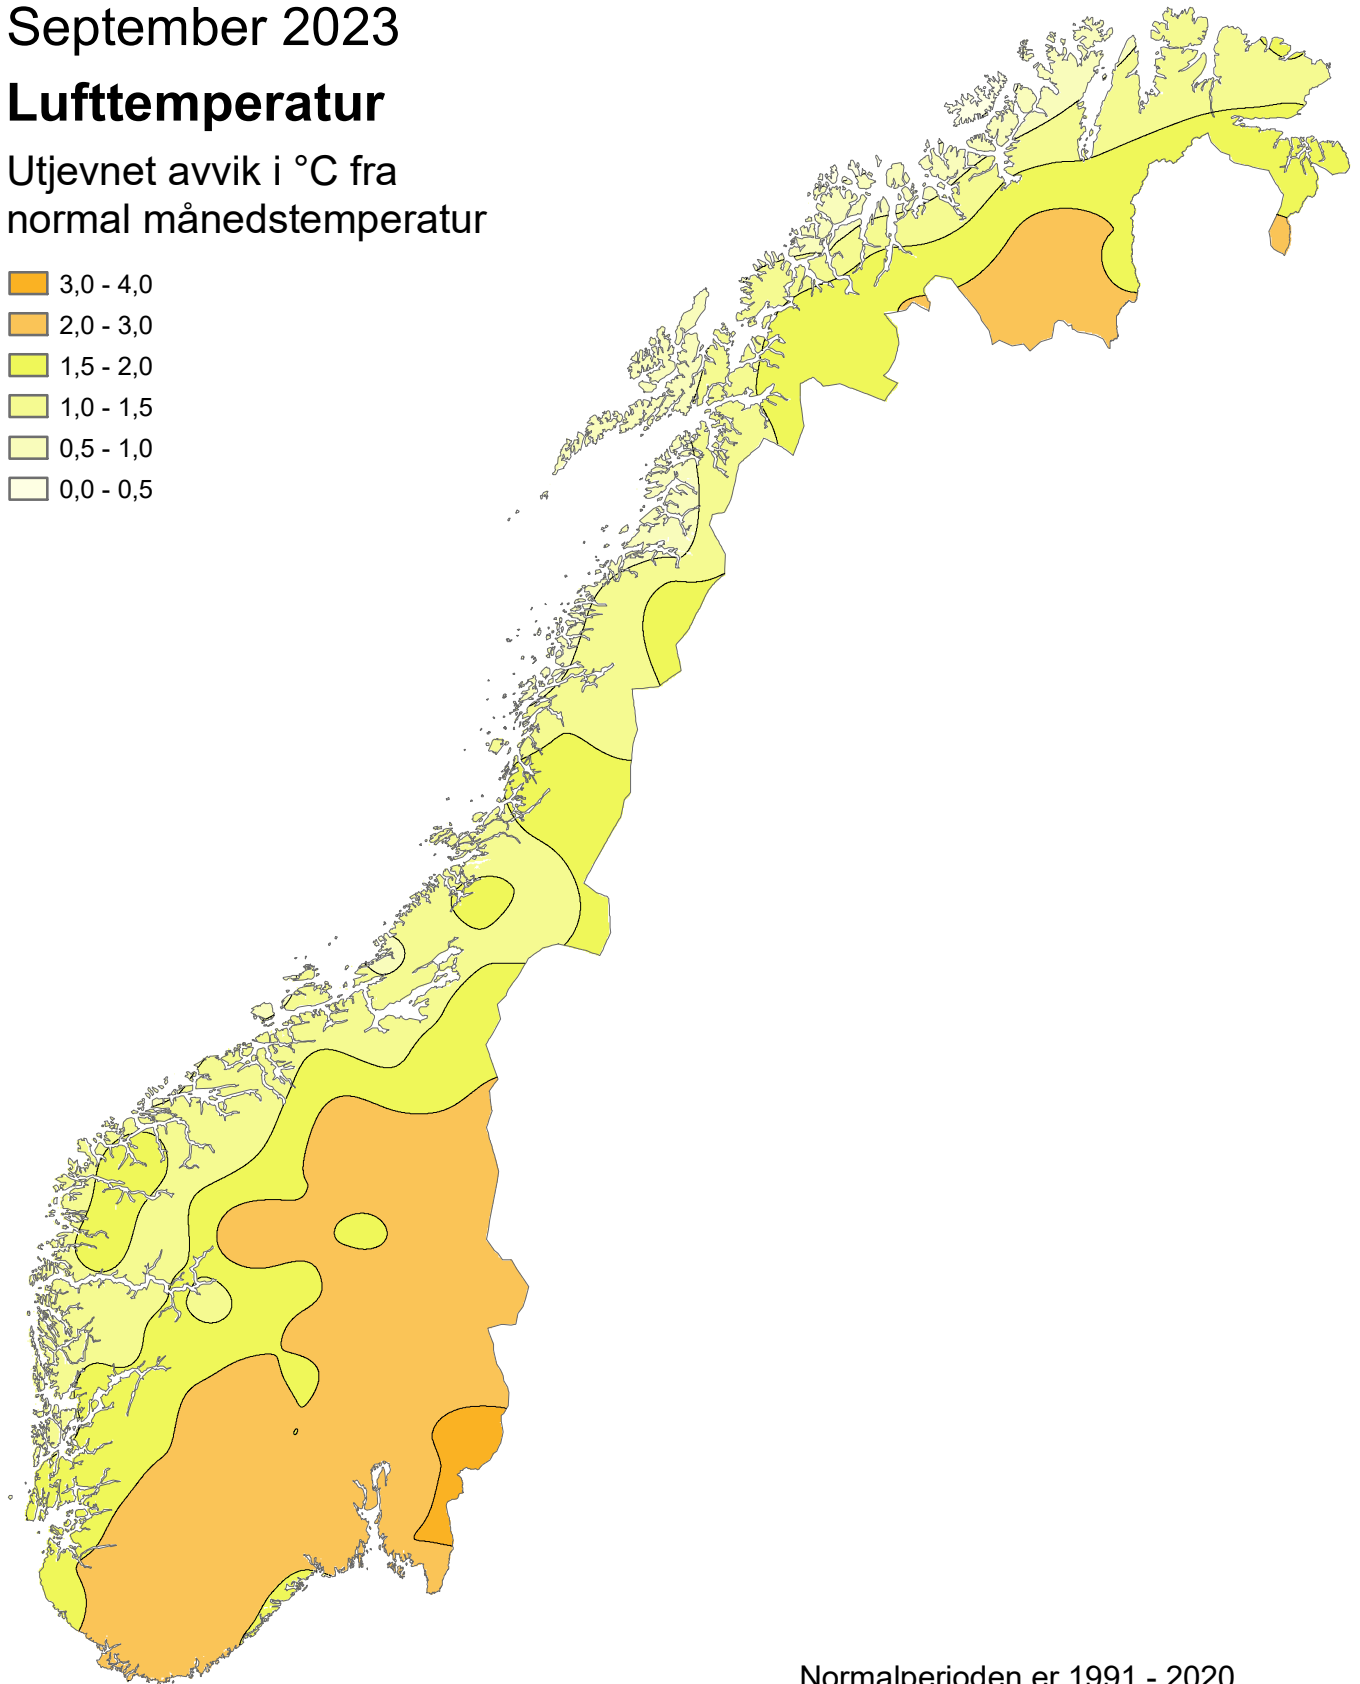 September 2023
Lufttemperatur
Utjevnet avvik i °C fra
normal månedstemperatur
3,0 - 4,0
2,0 - 3,0
1,5 - 2,0
1,0 - 1,5
0,5 - 1,0
0,0 - 0,5
Normalperioden er 1991 - 2020